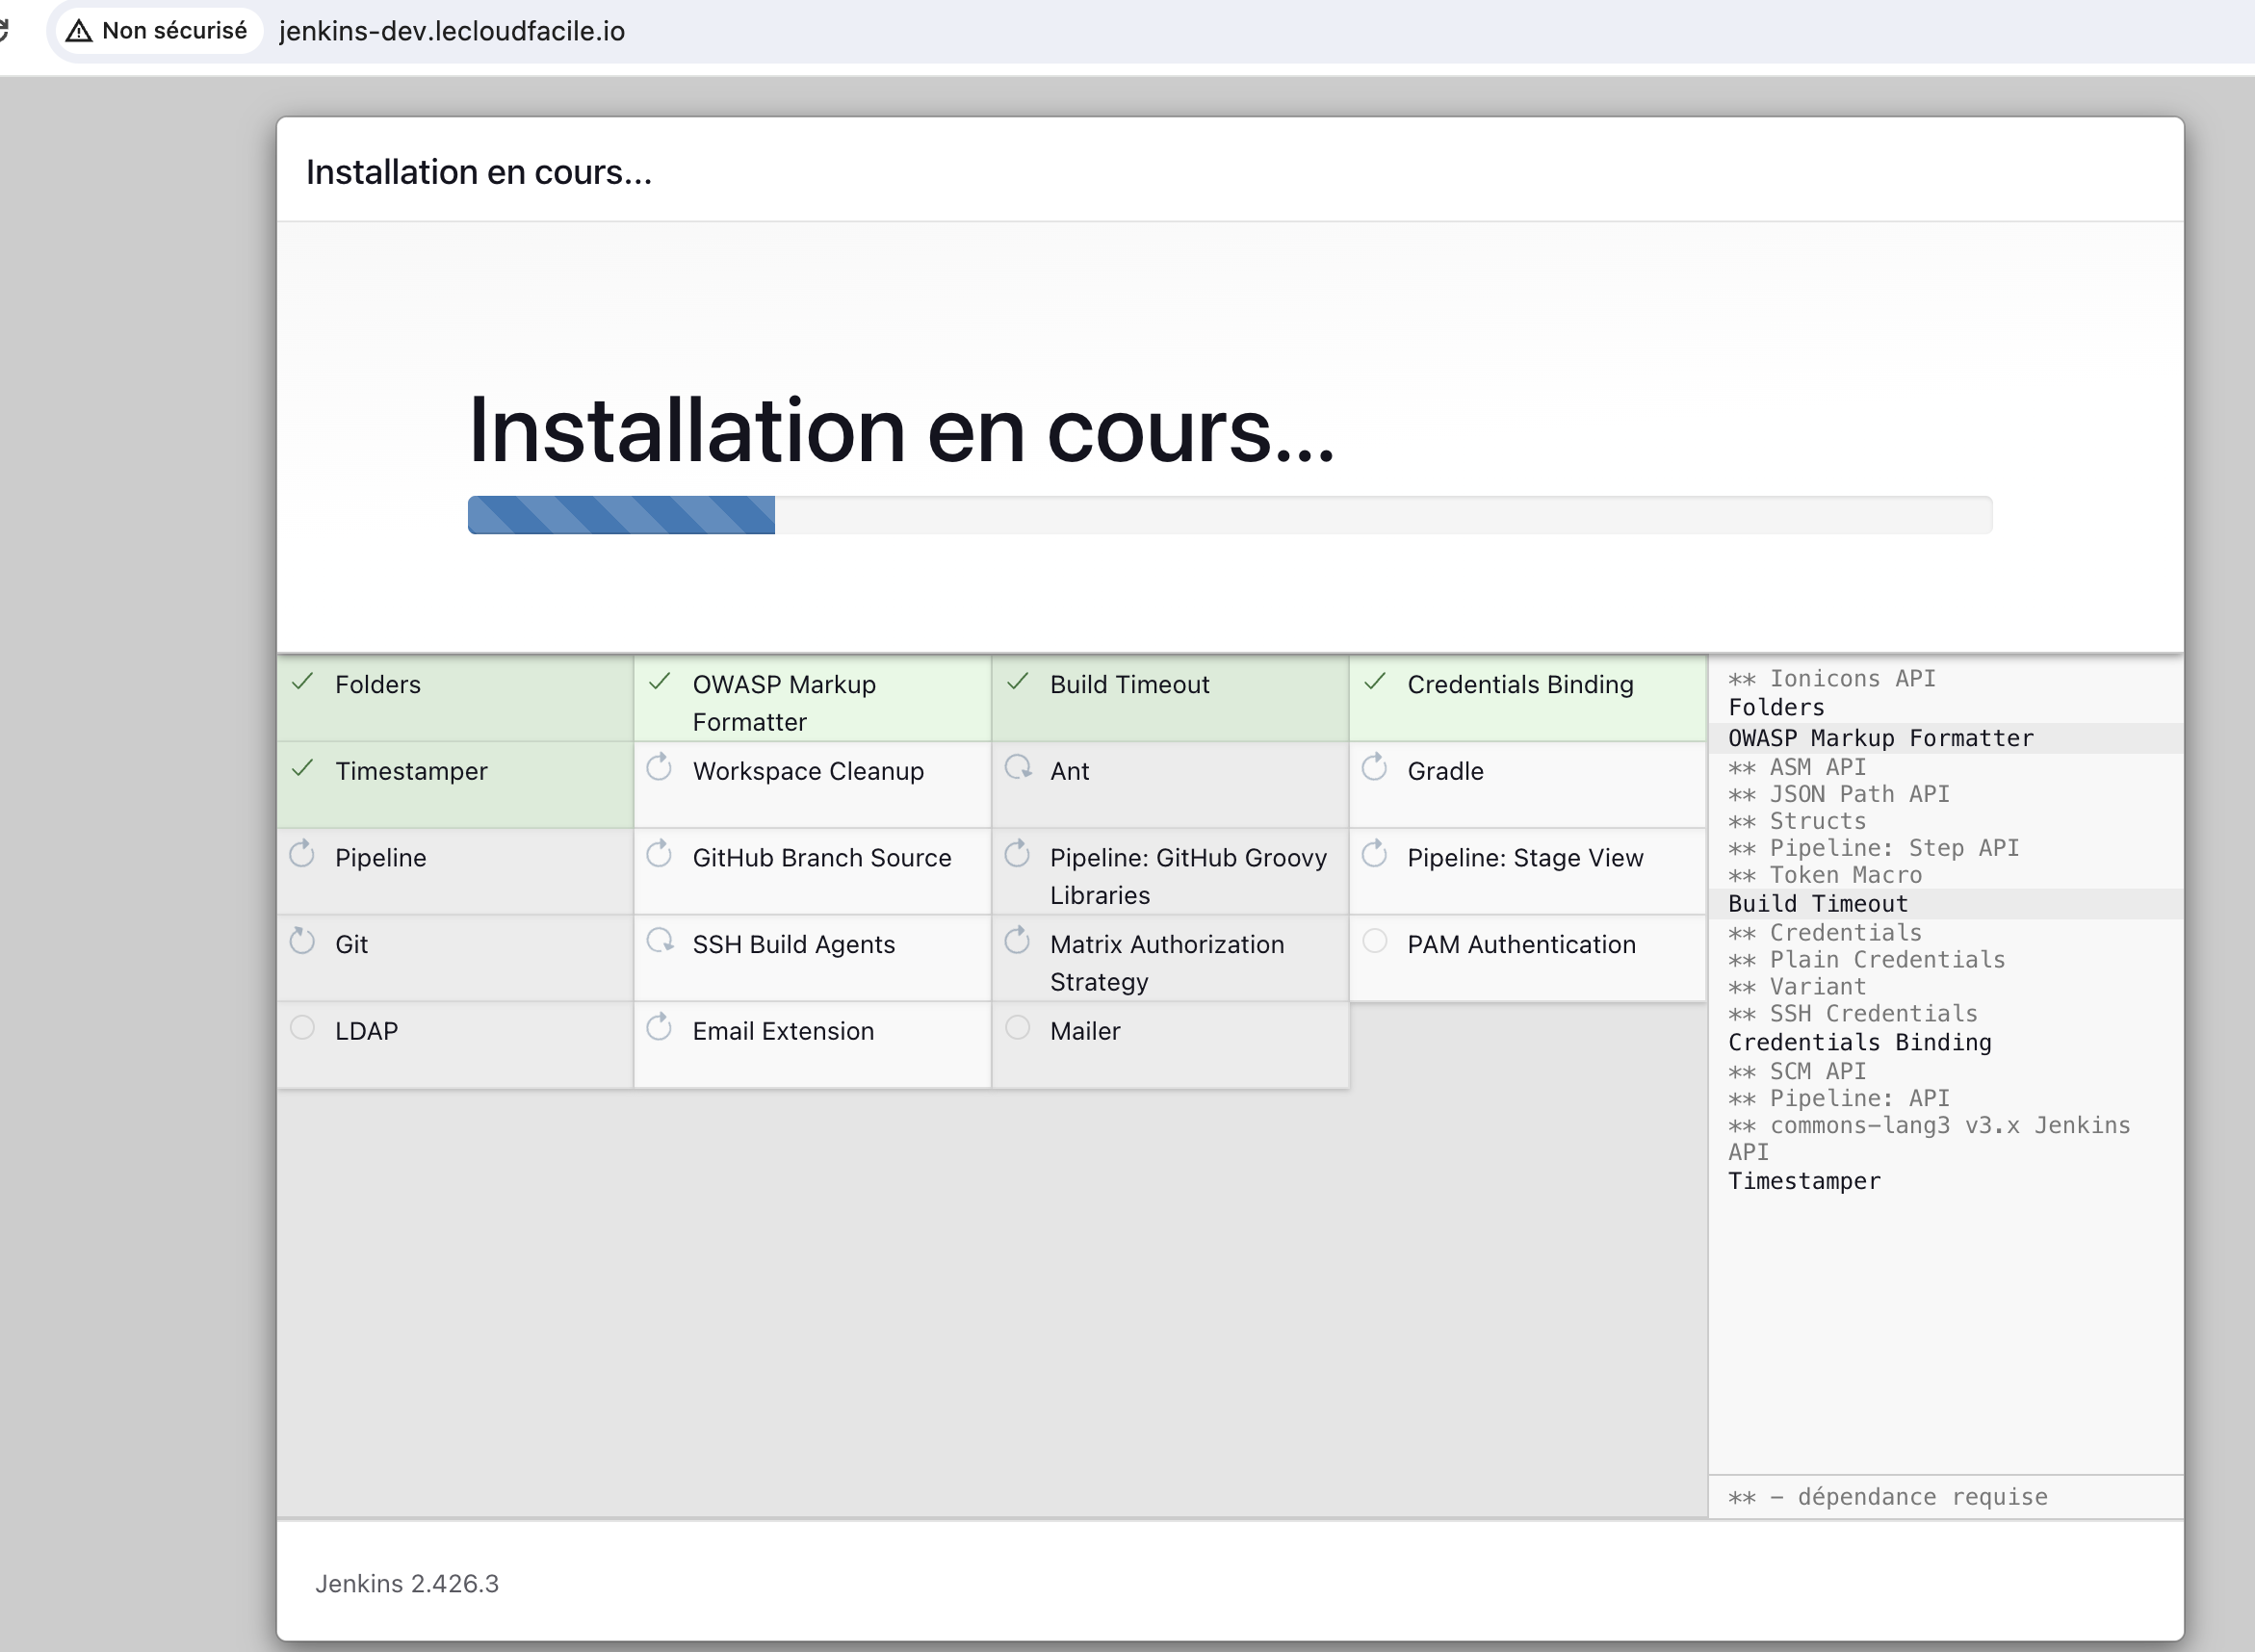 Non sécurisé jenkins-dev.lecloudfacile.io
Installation en cours...
Installation en cours...
Folders
OWASP Markup
Formatter
Build Timeout
Credentials Binding
Timestamper
Workspace Cleanup
Ant
Gradle
Pipeline
GitHub Branch Source
Pipeline: GitHub Groovy
Libraries
Pipeline: Stage View
Git
SSH Build Agents
Matrix Authorization
Strategy
PAM Authentication
LDAP
Email Extension
Mailer
** Ionicons API
Folders
OWASP Markup Formatter
** ASM API
** JSON Path API
** Structs
** Pipeline: Step API
** Token Macro
Build Timeout
** Credentials
** Plain Credentials
** Variant
** SSH Credentials
Credentials Binding
** SCM API
** Pipeline: API
** commons-lang3 v3.x Jenkins
API
Timestamper
** - dépendance requise
Jenkins 2.426.3